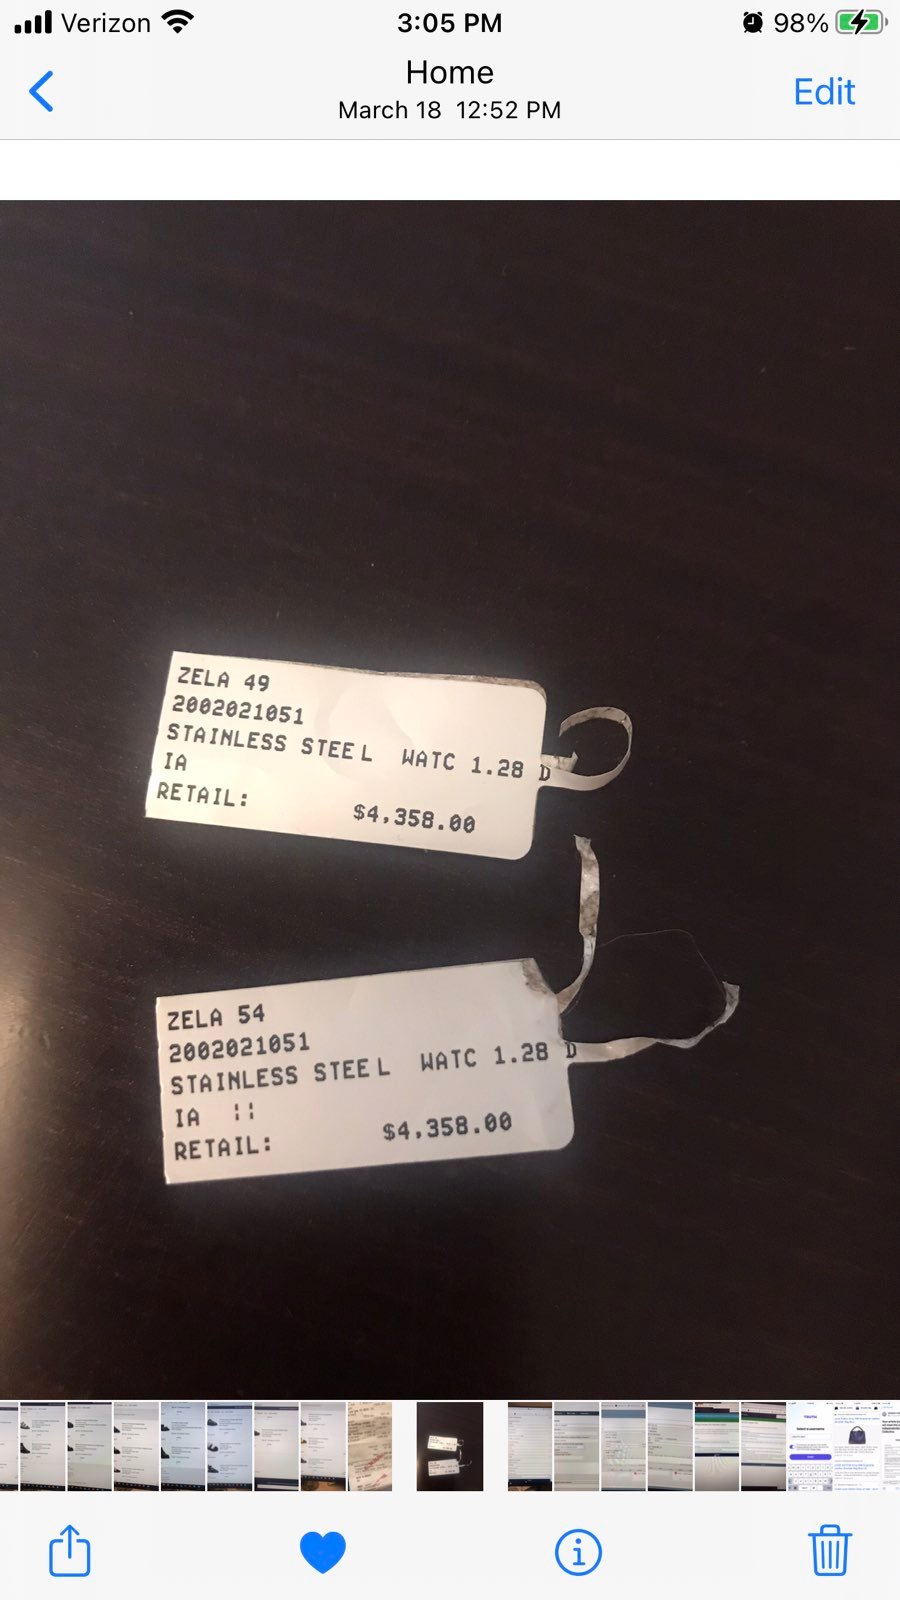 Verizon 3:05 PM 98%
Home
March 18 12:52 PM
Edit
ZELA 49
2002021051
STAINLESS STEEL WATC 1.28 D
IA
RETAIL: $4,358.00
ZELA 54
2002021051
STAINLESS STEEL WATC 1.28 D
IA ¦¦
RETAIL: $4,358.00